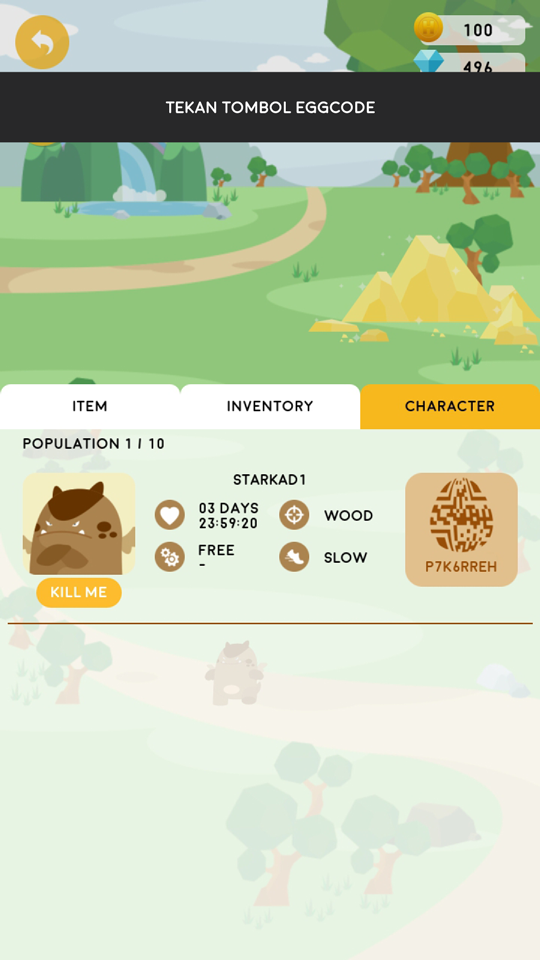 100
496
TEKAN TOMBOL EGGCODE
ITEM
INVENTORY
CHARACTER
POPULATION 1 / 10
STARKAD1
03 DAYS
23:59:20
WOOD
FREE
-
SLOW
P7K6RREH
KILL ME